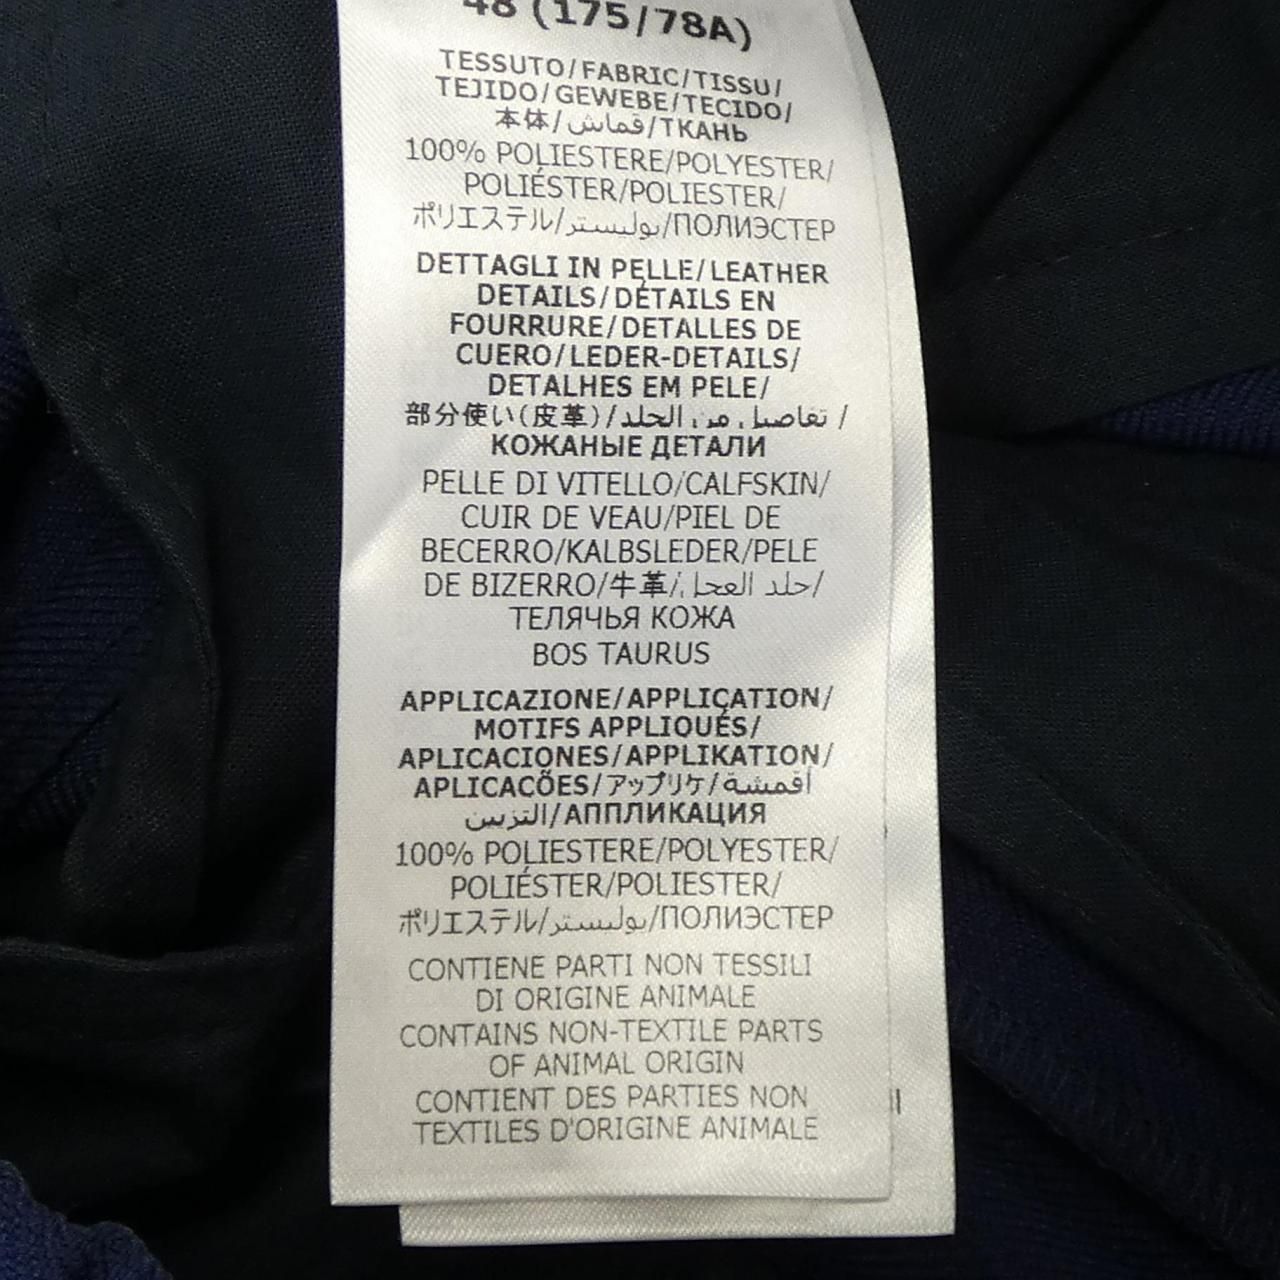 48 (175/78A)
TESSUTO/FABRIC/TISSU/
TEJIDO/GEWEBE/TECIDO/
本体/قماش/ТКАНЬ
100% POLIESTERE/POLYESTER/
POLIÉSTER/POLIESTER/
ポリエステル/بوليستر/ПОЛИЭСТЕР
DETTAGLI IN PELLE/LEATHER
DETAILS/DÉTAILS EN
FOURRURE/DETALLES DE
CUERO/LEDER-DETAILS/
DETALHES EM PELE/
部分使い(皮革)/تفاصيل من الجلد/
КОЖАНЫЕ ДЕТАЛИ
PELLE DI VITELLO/CALFSKIN/
CUIR DE VEAU/PIEL DE
BECERRO/KALBSLEDER/PELE
DE BIZERRO/牛革/جلد العجل/
ТЕЛЯЧЬЯ КОЖА
BOS TAURUS
APPLICAZIONE/APPLICATION/
MOTIFS APPLIQUÉS/
APLICACIONES/APPLIKATION/
APLICAÇÕES/アップリケ/أقمشة
التزيين/АППЛИКАЦИЯ
100% POLIESTERE/POLYESTER/
POLIÉSTER/POLIESTER/
ポリエステル/بوليستر/ПОЛИЭСТЕР
CONTIENE PARTI NON TESSILI
DI ORIGINE ANIMALE
CONTAINS NON-TEXTILE PARTS
OF ANIMAL ORIGIN
CONTIENT DES PARTIES NON
TEXTILES D'ORIGINE ANIMALE